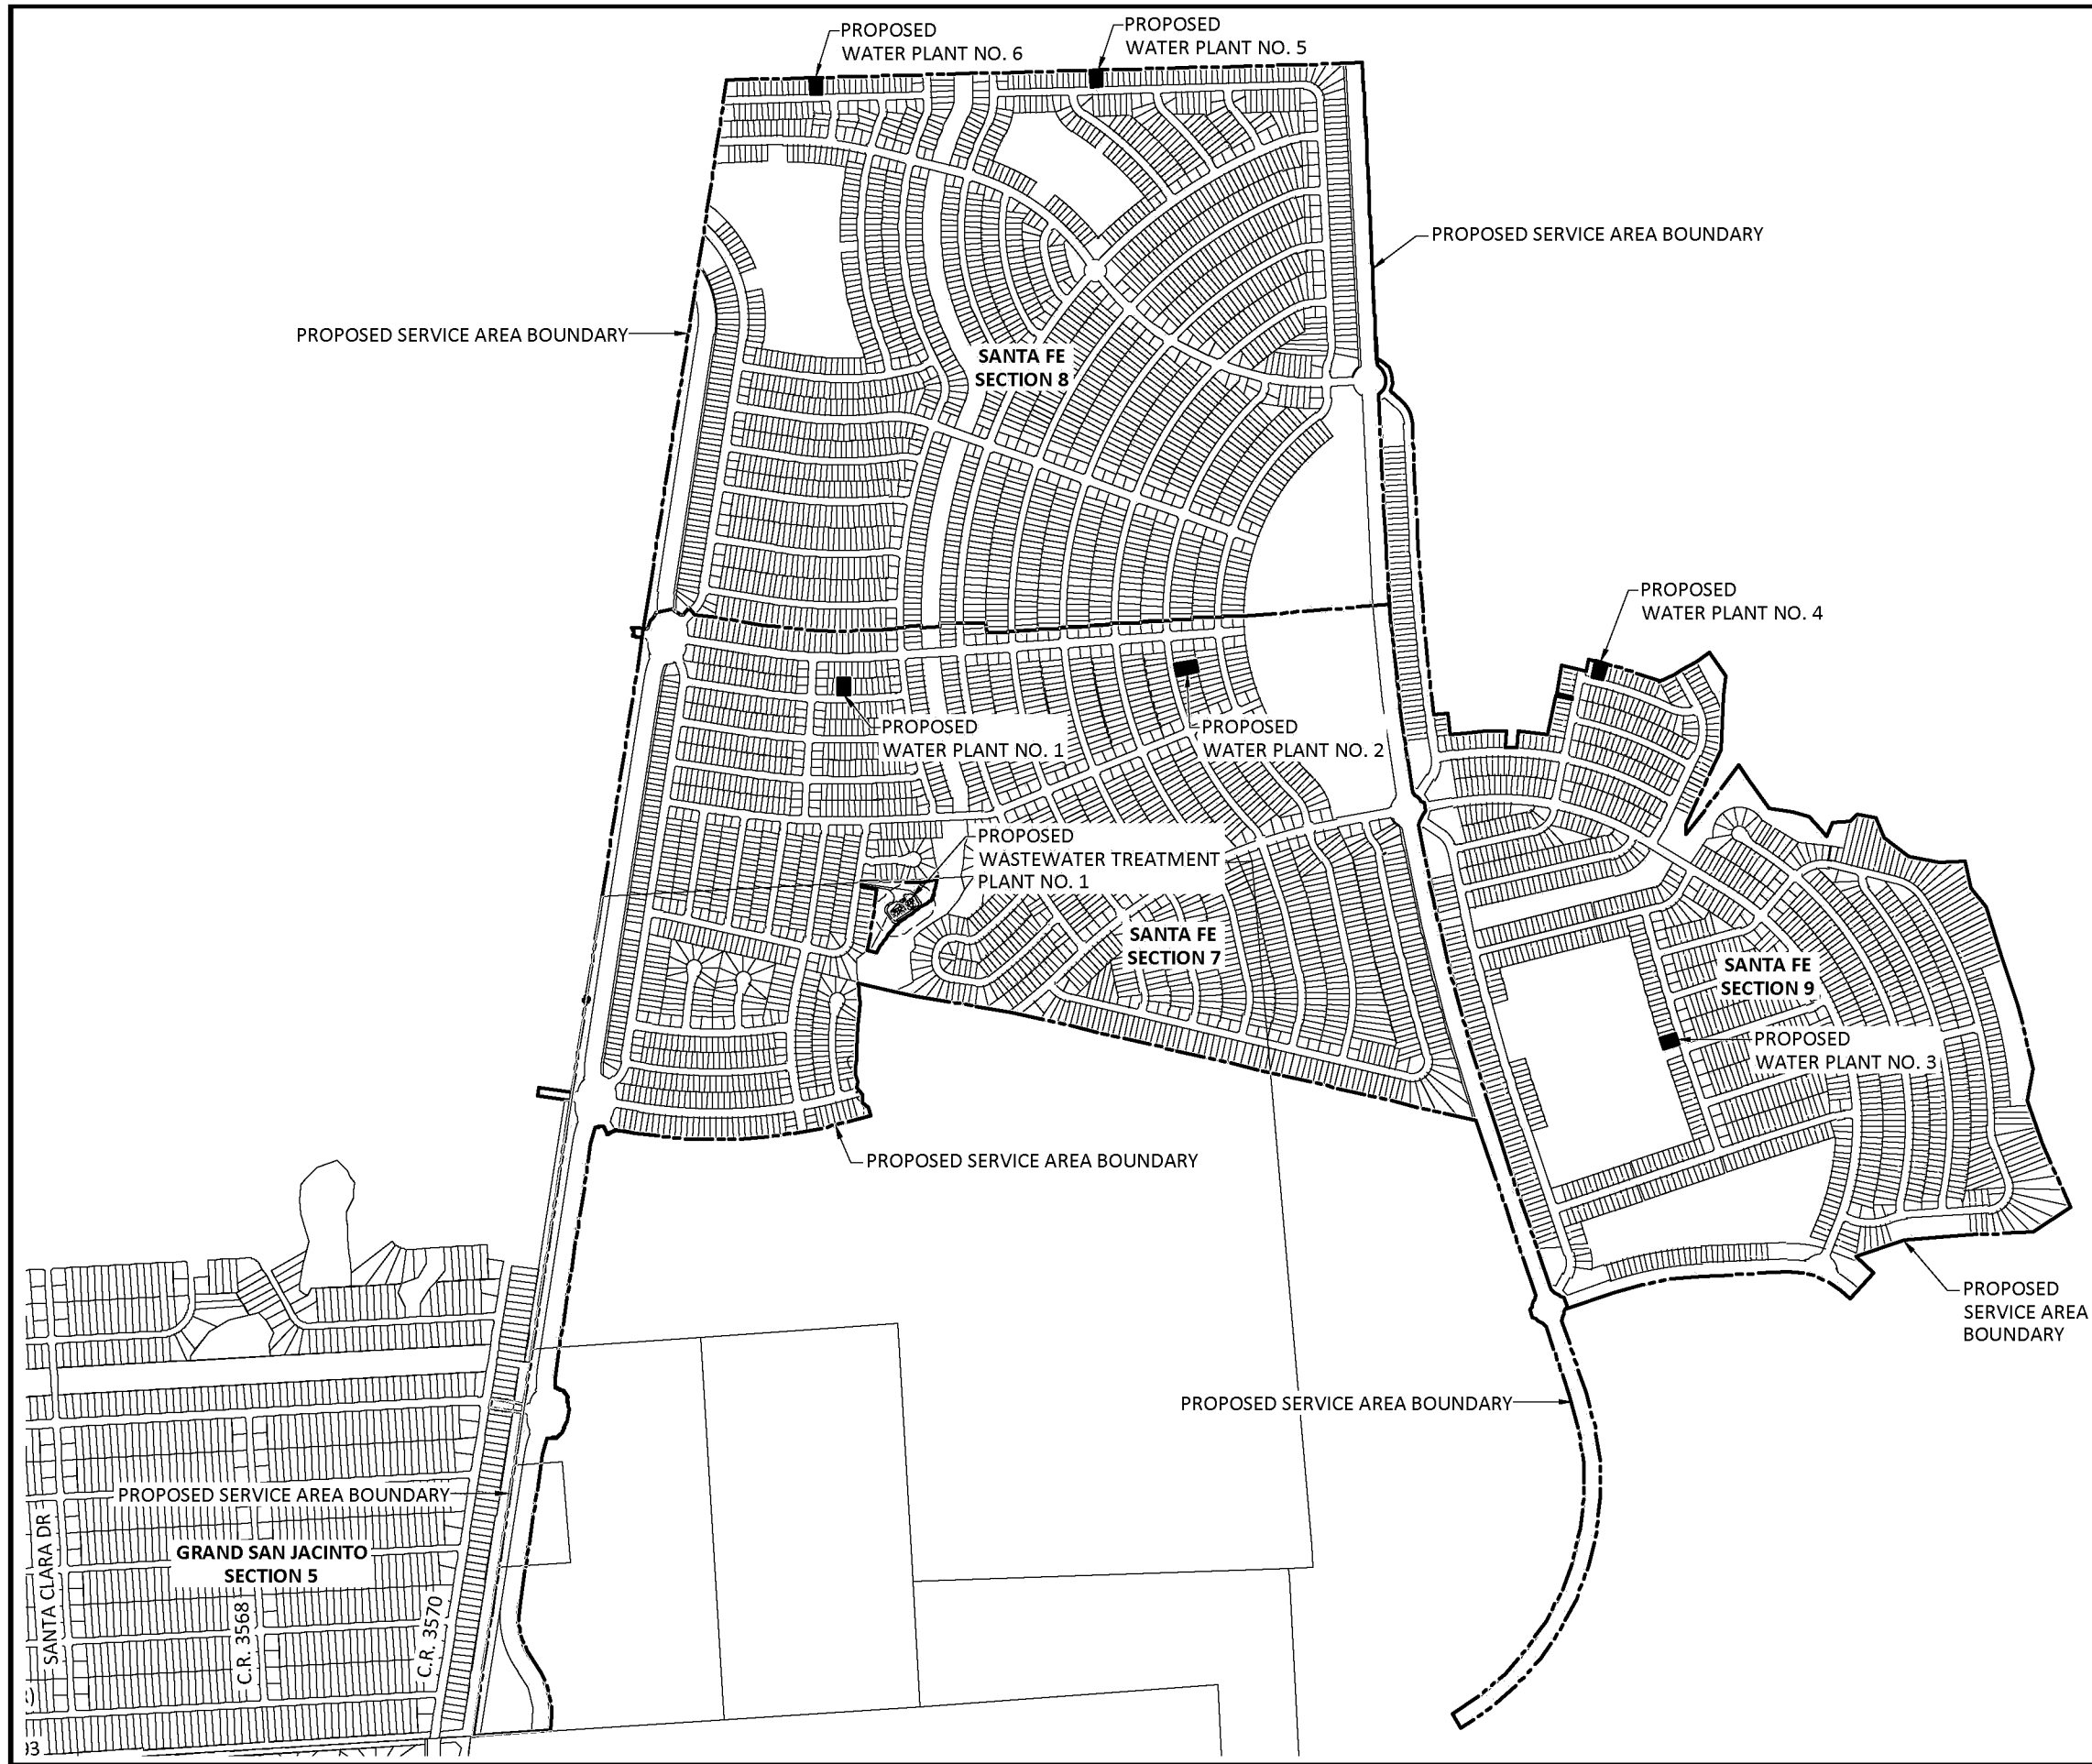 PROPOSED
WATER PLANT NO. 6
PROPOSED
WATER PLANT NO. 5
PROPOSED SERVICE AREA BOUNDARY
PROPOSED SERVICE AREA BOUNDARY
SANTA FE
SECTION 8
PROPOSED
WATER PLANT NO. 4
PROPOSED
WATER PLANT NO. 1
PROPOSED
WATER PLANT NO. 2
PROPOSED
WASTEWATER TREATMENT
PLANT NO. 1
SANTA FE
SECTION 7
SANTA FE
SECTION 9
PROPOSED
WATER PLANT NO. 3
PROPOSED SERVICE AREA BOUNDARY
PROPOSED
SERVICE AREA
BOUNDARY
PROPOSED SERVICE AREA BOUNDARY
PROPOSED SERVICE AREA BOUNDARY
GRAND SAN JACINTO
SECTION 5
SANTA CLARA DR
C.R. 3568
C.R. 3570